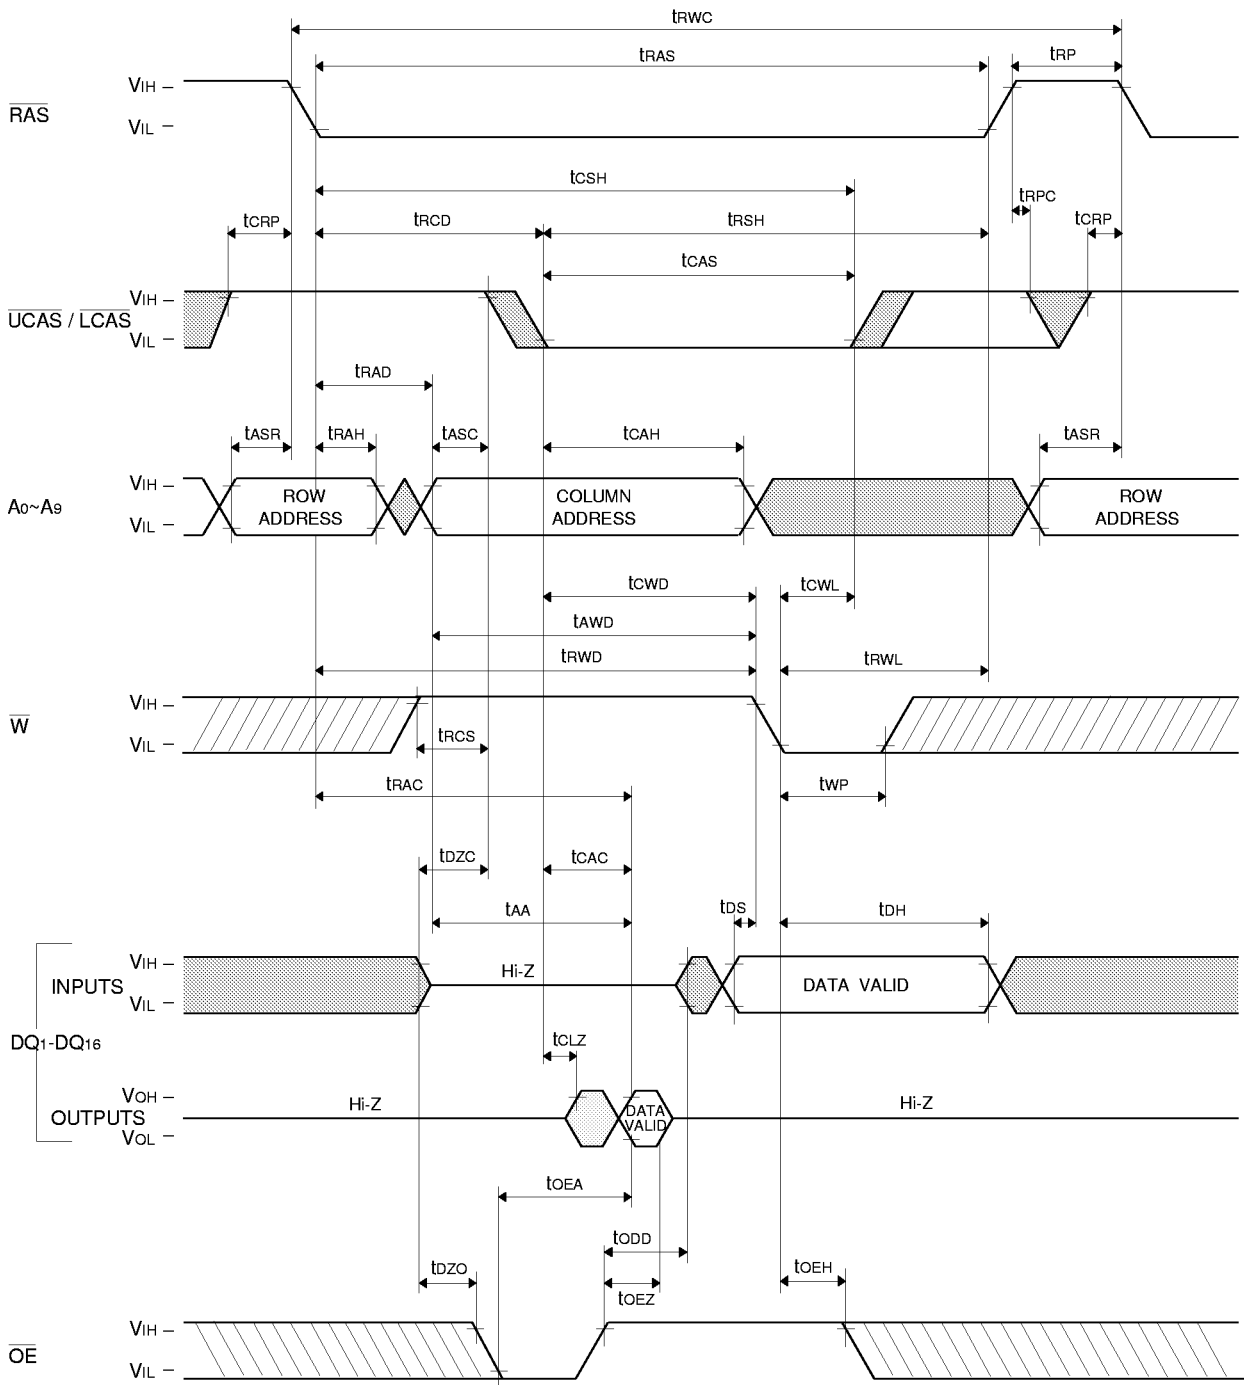 tRWC
tRAS tRP
VIH –
RAS
VIL –
tCSH
tRPC
tCRP tRCD tRSH tCRP
tCAS
VIH –
UCAS / LCAS
VIL –
tRAD
tASR tRAH tASC tCAH tASR
VIH –
ROW COLUMN ROW
A0~A9
ADDRESS ADDRESS ADDRESS
VIL –
tCWD tCWL
tAWD
tRWD tRWL
VIH –
W
VIL –
tRCS
tRAC tWP
tDZC tCAC
tAA tDS tDH
VIH –
Hi-Z
INPUTS DATA VALID
VIL –
DQ1-DQ16
tCLZ
VOH –
Hi-Z Hi-Z
OUTPUTS DATA
VALID
VOL –
tOEA
tODD
tDZO tOEH
tOEZ
VIH –
OE
VIL –